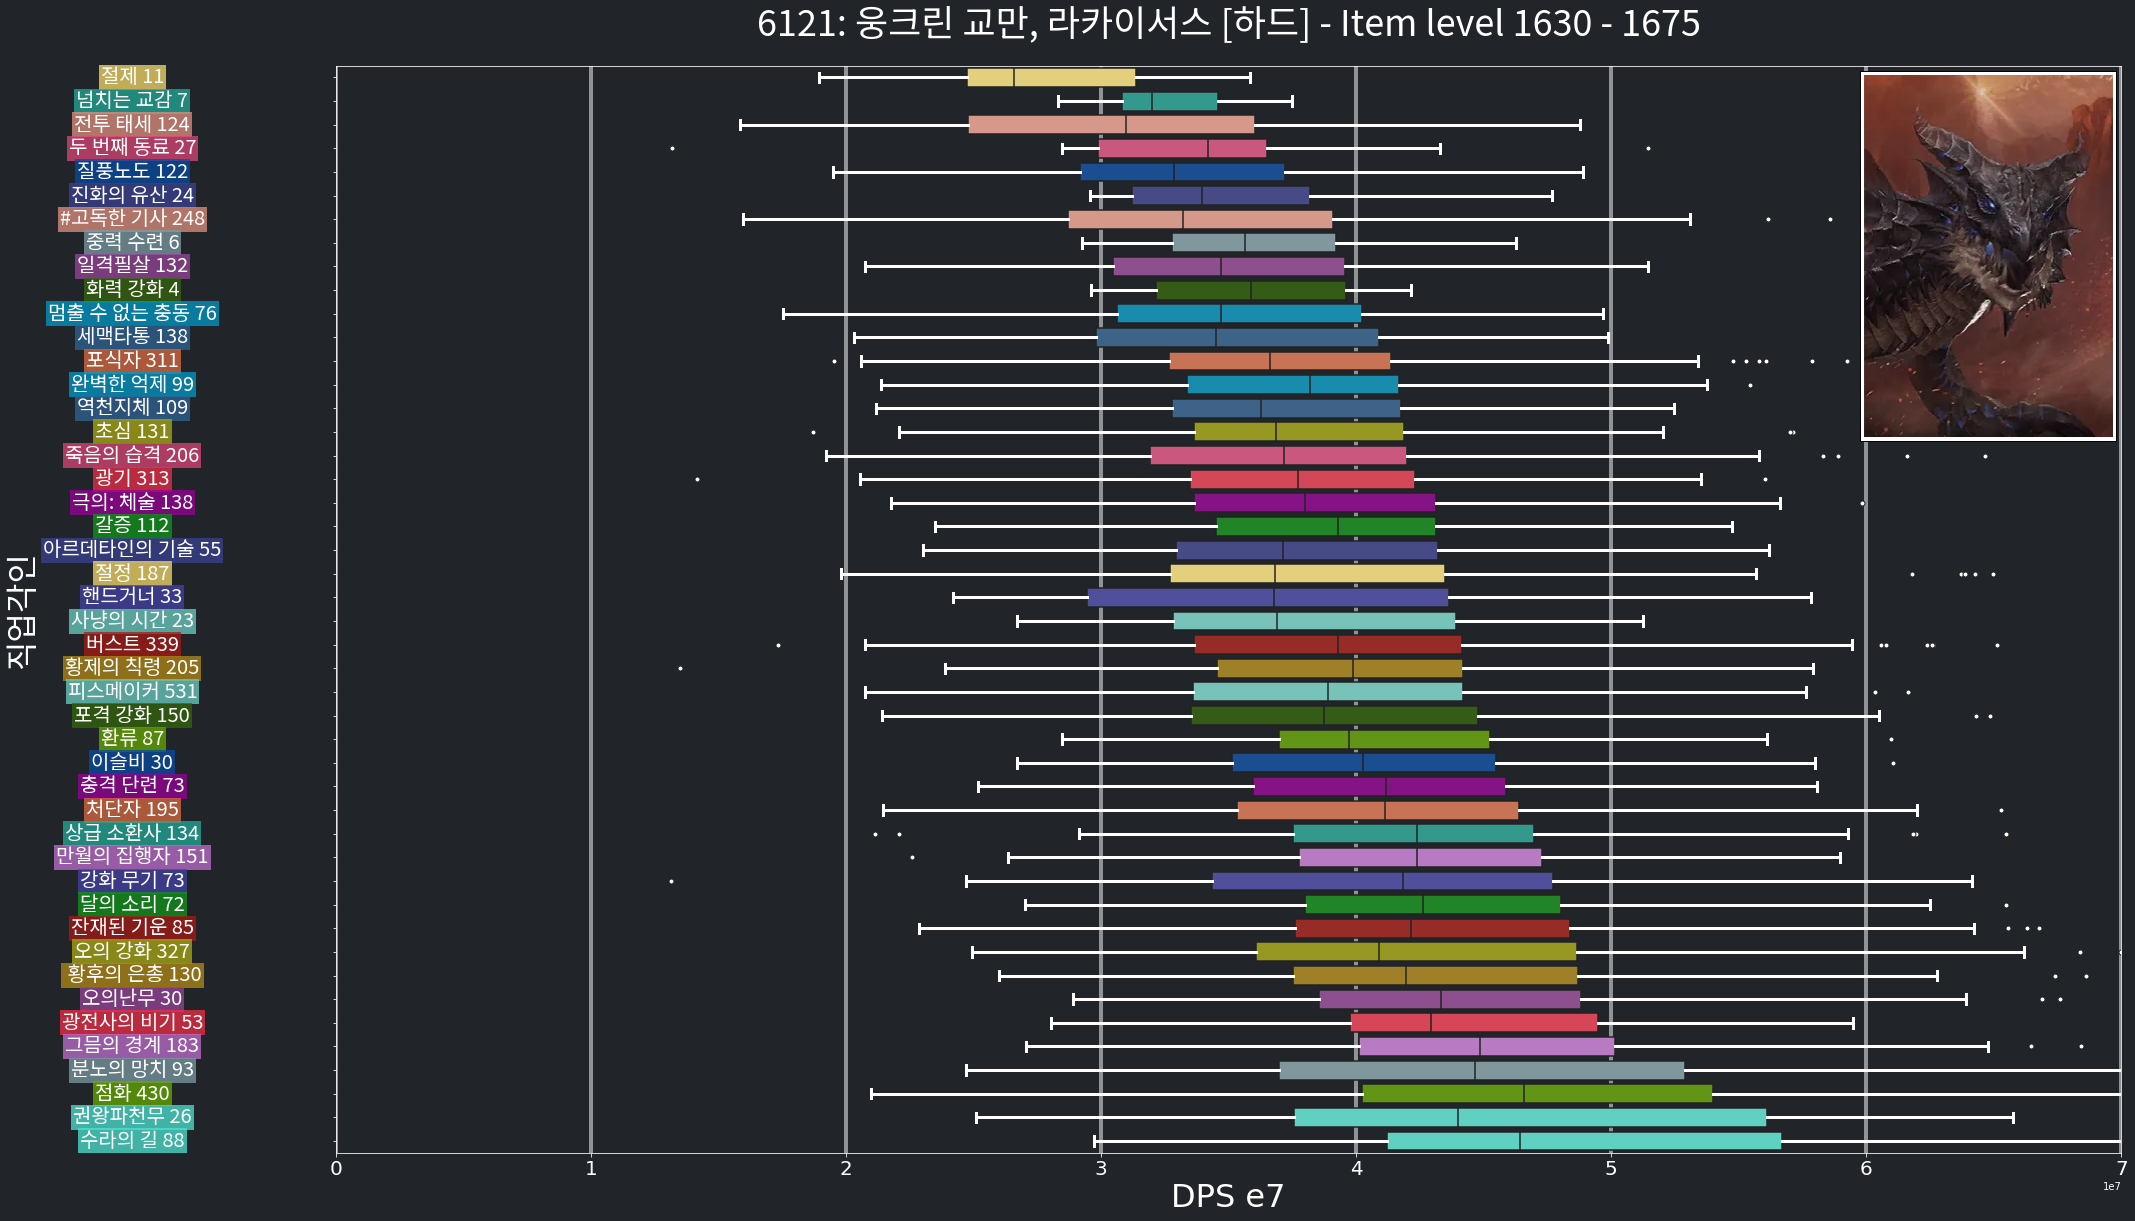 6121: 웅크린 교만, 라카이서스 [하드] - Item level 1630 - 1675
절제 11
넘치는 교감 7
전투 태세 124
두 번째 동료 27
질풍노도 122
진화의 유산 24
#고독한 기사 248
중력 수련 6
일격필살 132
화력 강화 4
멈출 수 없는 충동 76
세맥타통 138
포식자 311
완벽한 억제 99
역천지체 109
초심 131
죽음의 습격 206
광기 313
극의: 체술 138
갈증 112
아르데타인의 기술 55
절정 187
핸드거너 33
사냥의 시간 23
버스트 339
황제의 칙령 205
피스메이커 531
포격 강화 150
환류 87
이슬비 30
충격 단련 73
처단자 195
상급 소환사 134
만월의 집행자 151
강화 무기 73
달의 소리 72
잔재된 기운 85
오의 강화 327
황후의 은총 130
오의난무 30
광전사의 비기 53
그믐의 경계 183
분노의 망치 93
점화 430
권왕파천무 26
수라의 길 88
직업각인
0 1 2 3 4 5 6 7
1e7
DPS e7